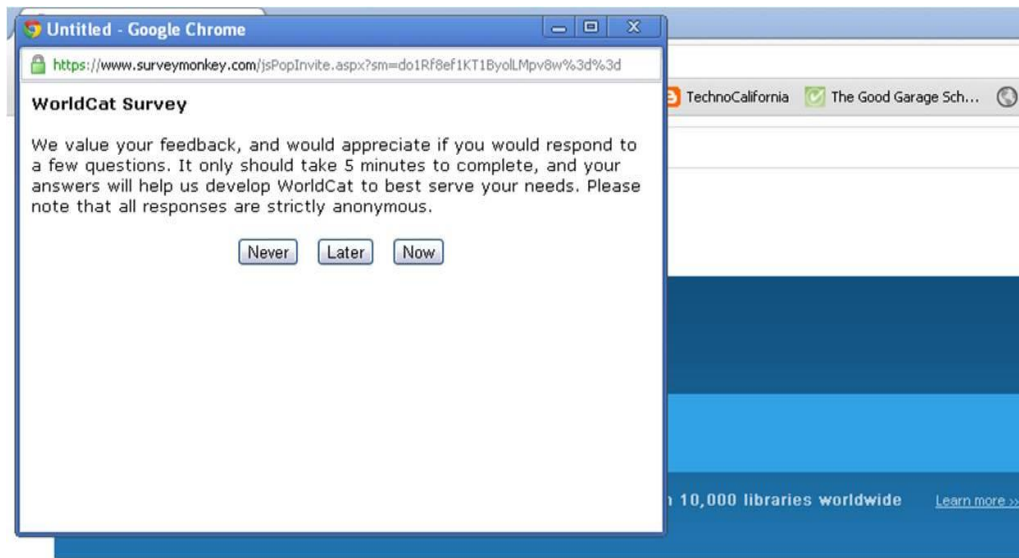 Untitled - Google Chrome
https://www.surveymonkey.com/jsPopInvite.aspx?sm=do1Rf8ef1KT1ByolLMpv8w%3d%3d
TechnoCalifornia The Good Garage Sch...
WorldCat Survey
We value your feedback, and would appreciate if you would respond to
a few questions. It only should take 5 minutes to complete, and your
answers will help us develop WorldCat to best serve your needs. Please
note that all responses are strictly anonymous.
Never Later Now
10,000 libraries worldwide Learn more >>